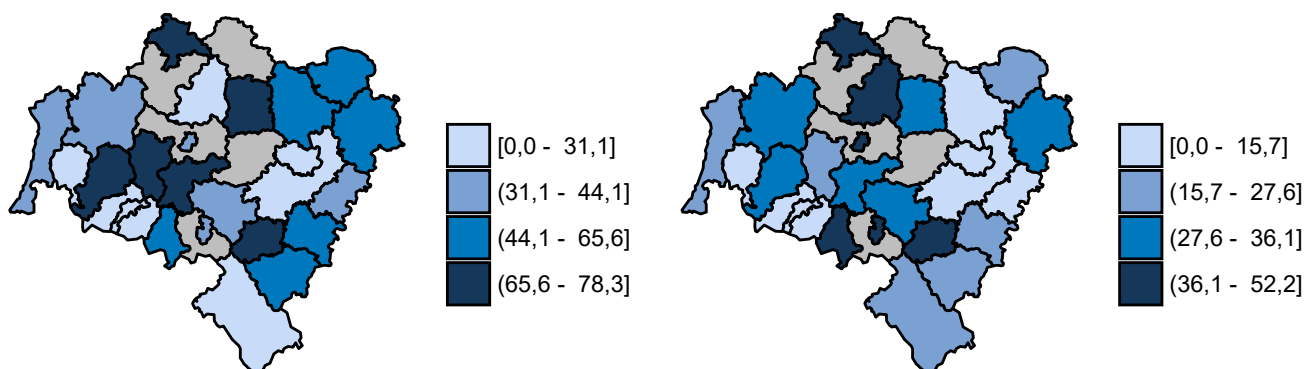 [0,0 - 31,1]
(31,1 - 44,1]
(44,1 - 65,6]
(65,6 - 78,3]
[0,0 - 15,7]
(15,7 - 27,6]
(27,6 - 36,1]
(36,1 - 52,2]